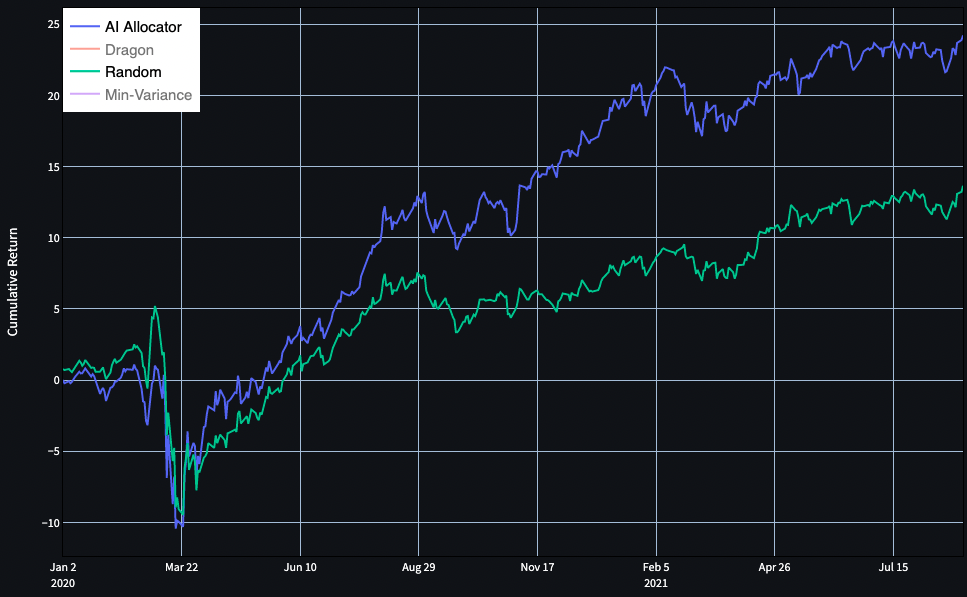 AI Allocator
Dragon
Random
Min-Variance
Cumulative Return
25
20
15
10
5
0
−5
−10
Jan 2
2020
Mar 22
Jun 10
Aug 29
Nov 17
Feb 5
2021
Apr 26
Jul 15